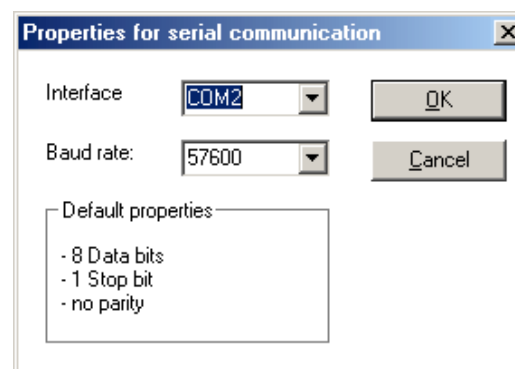 Properties for serial communication
Interface
COM2
OK
Baud rate:
57600
Cancel
Default properties
- 8 Data bits
- 1 Stop bit
- no parity